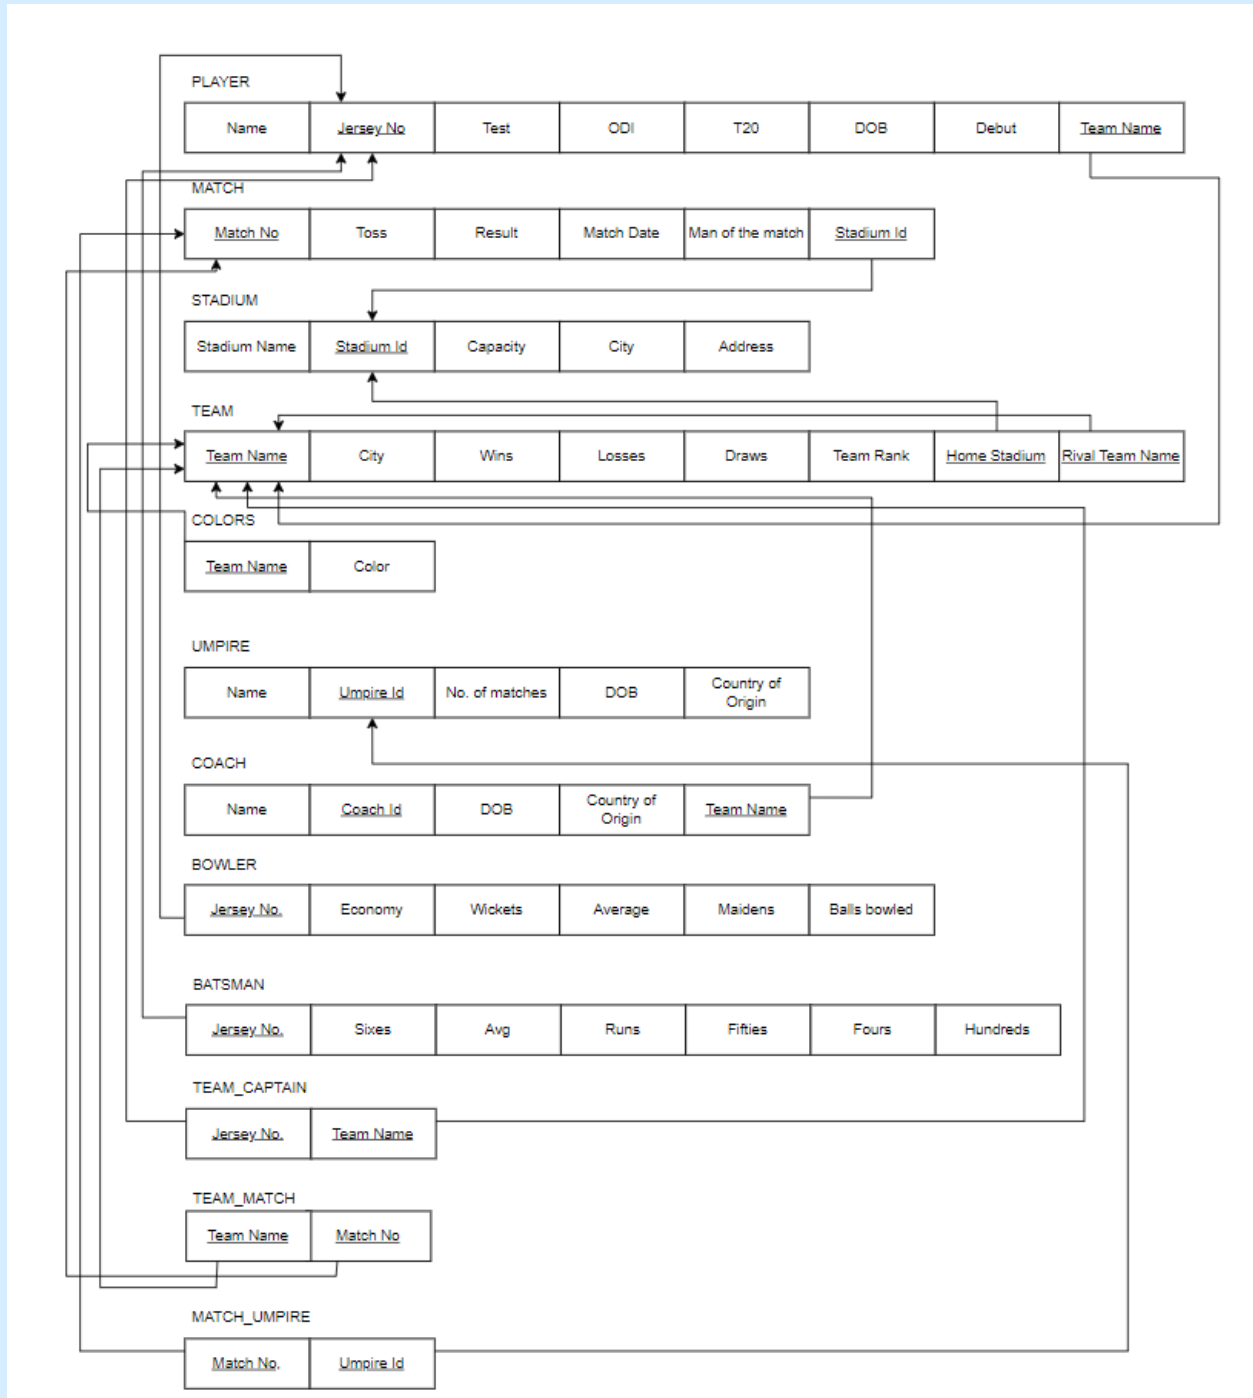 PLAYER
Name Jersey No Test ODI T20 DOB Debut Team Name
MATCH
Match No Toss Result Match Date Man of the match Stadium Id
STADIUM
Stadium Name Stadium Id Capacity City Address
TEAM
Team Name City Wins Losses Draws Team Rank Home Stadium Rival Team Name
COLORS
Team Name Color
UMPIRE
Name Umpire Id No. of matches DOB Country of
Origin
COACH
Name Coach Id DOB Country of
Origin Team Name
BOWLER
Jersey No. Economy Wickets Average Maidens Balls bowled
BATSMAN
Jersey No. Sixes Avg Runs Fifties Fours Hundreds
TEAM_CAPTAIN
Jersey No. Team Name
TEAM_MATCH
Team Name Match No
MATCH_UMPIRE
Match No. Umpire Id